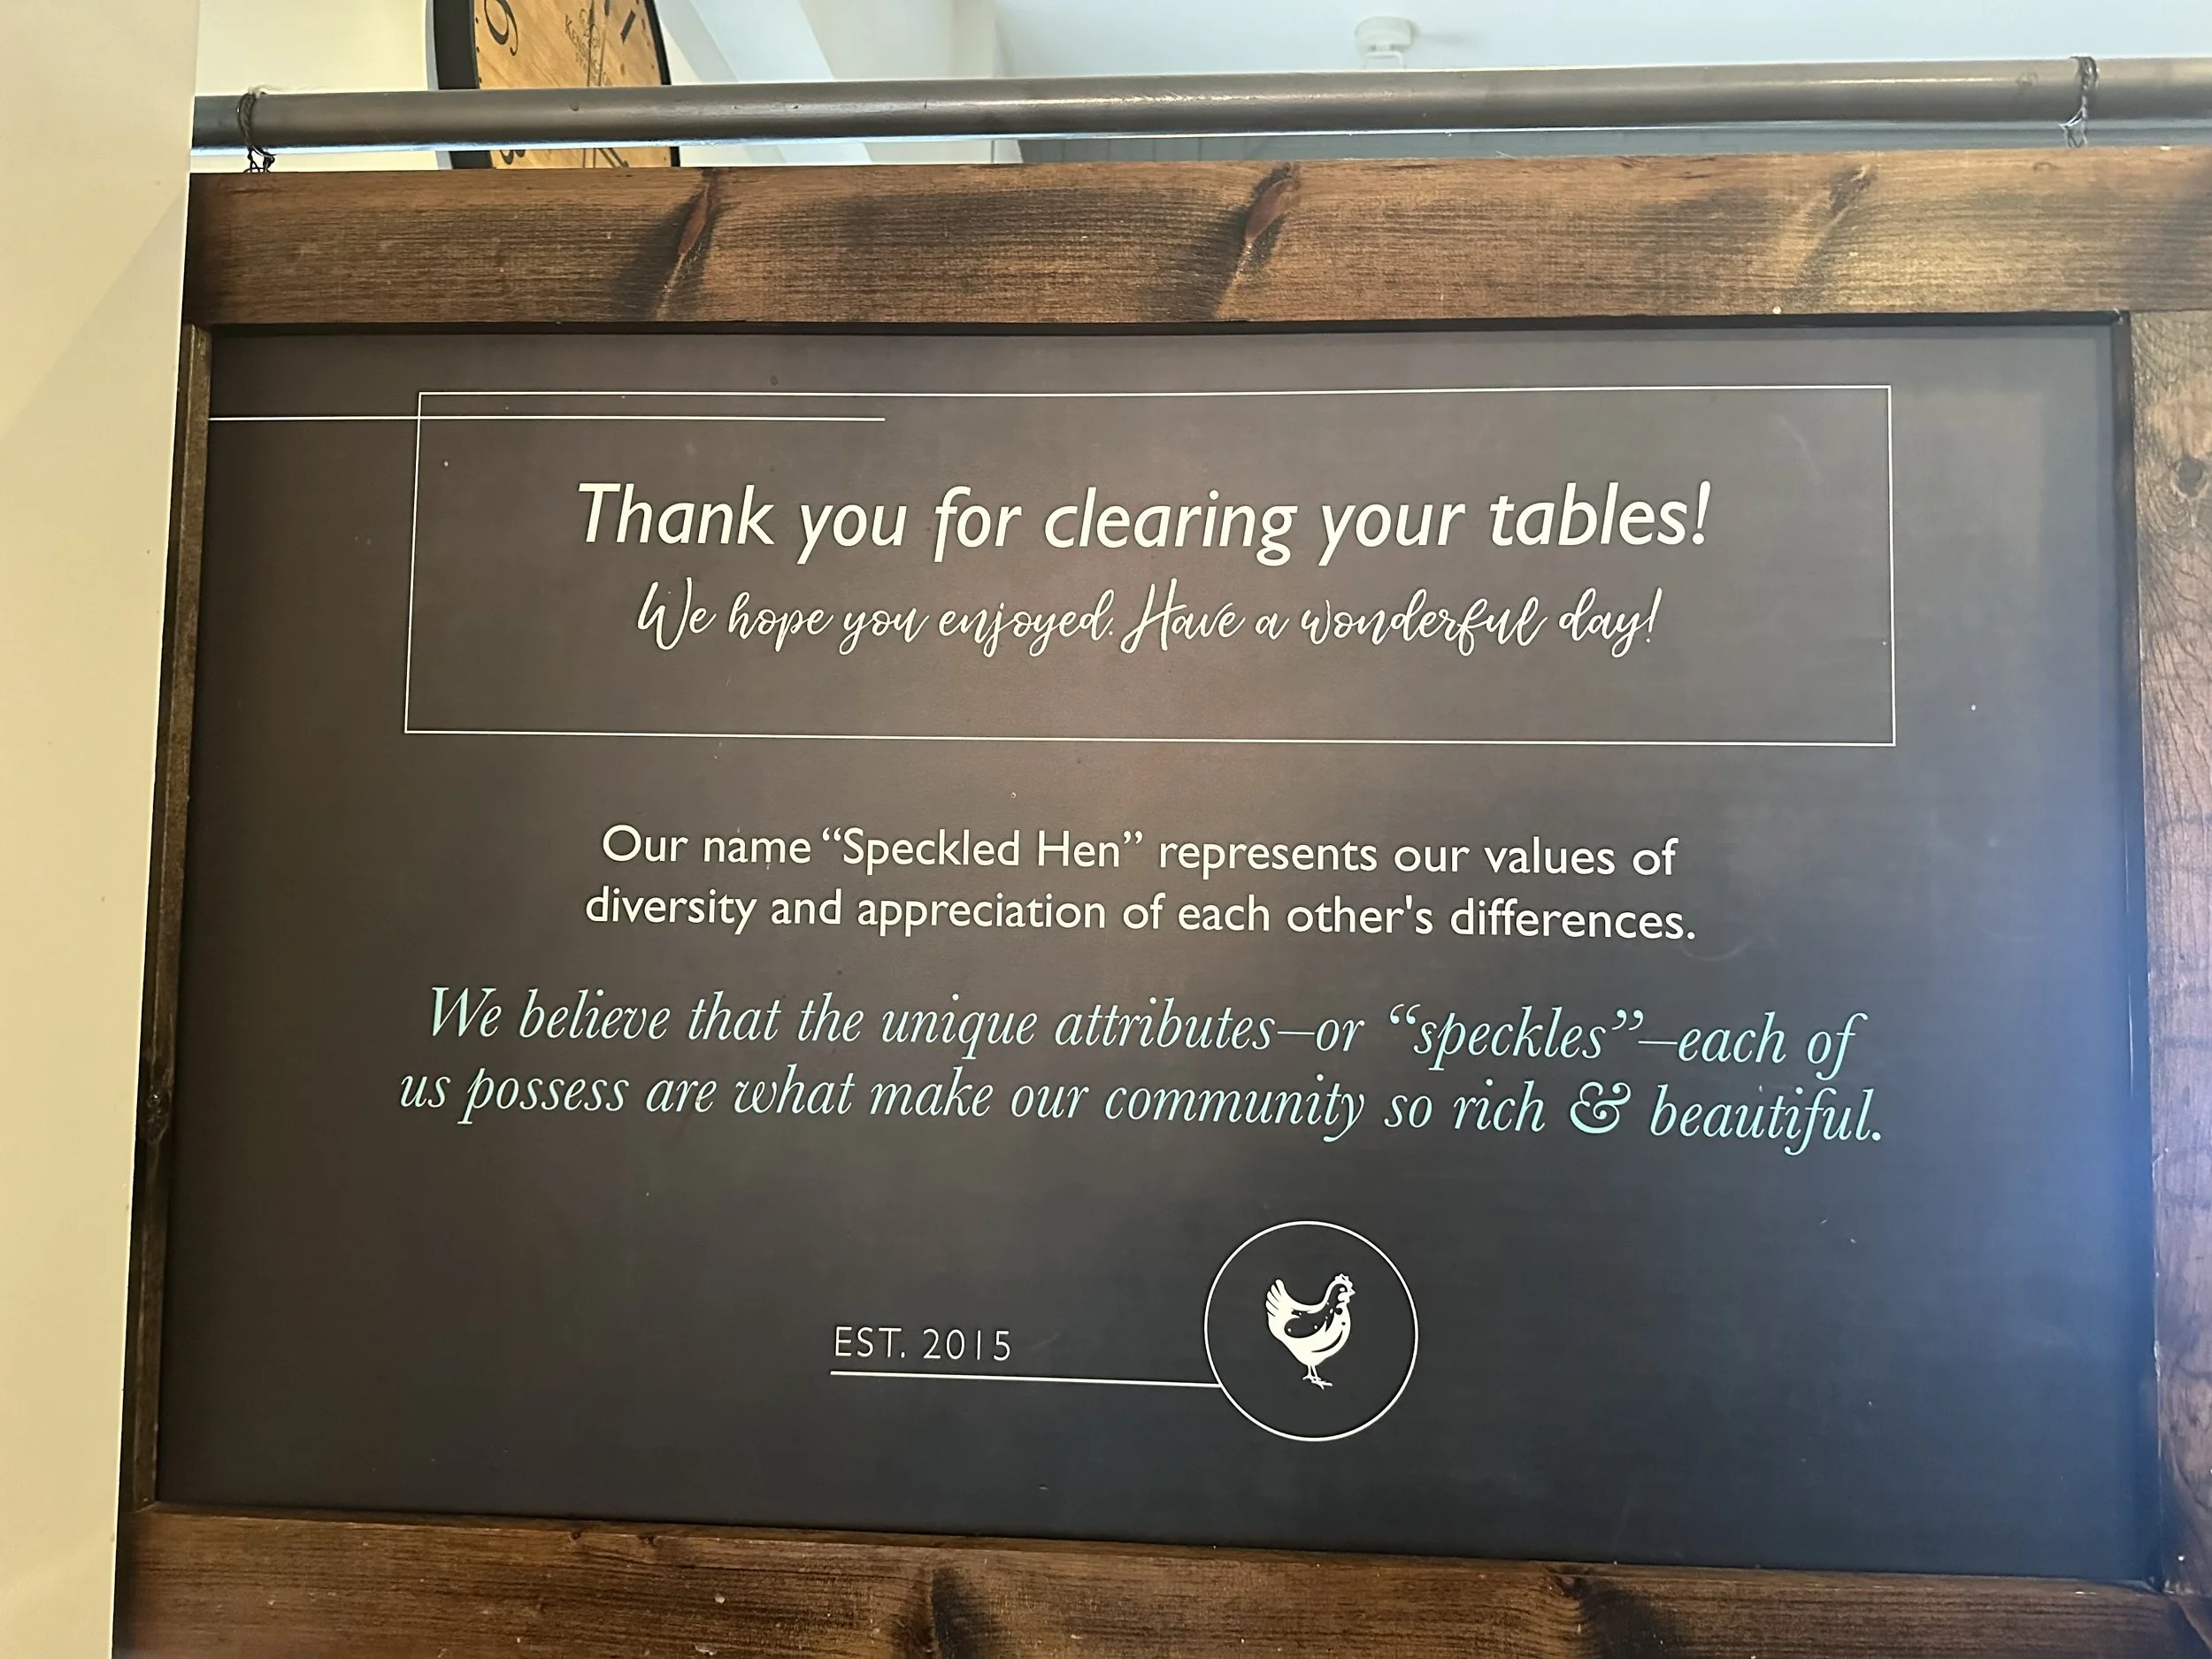 Thank you for clearing your tables!
We hope you enjoyed. Have a wonderful day!
Our name “Speckled Hen” represents our values of
diversity and appreciation of each other's differences.
We believe that the unique attributes—or “speckles”—each of
us possess are what make our community so rich & beautiful.
EST. 2015